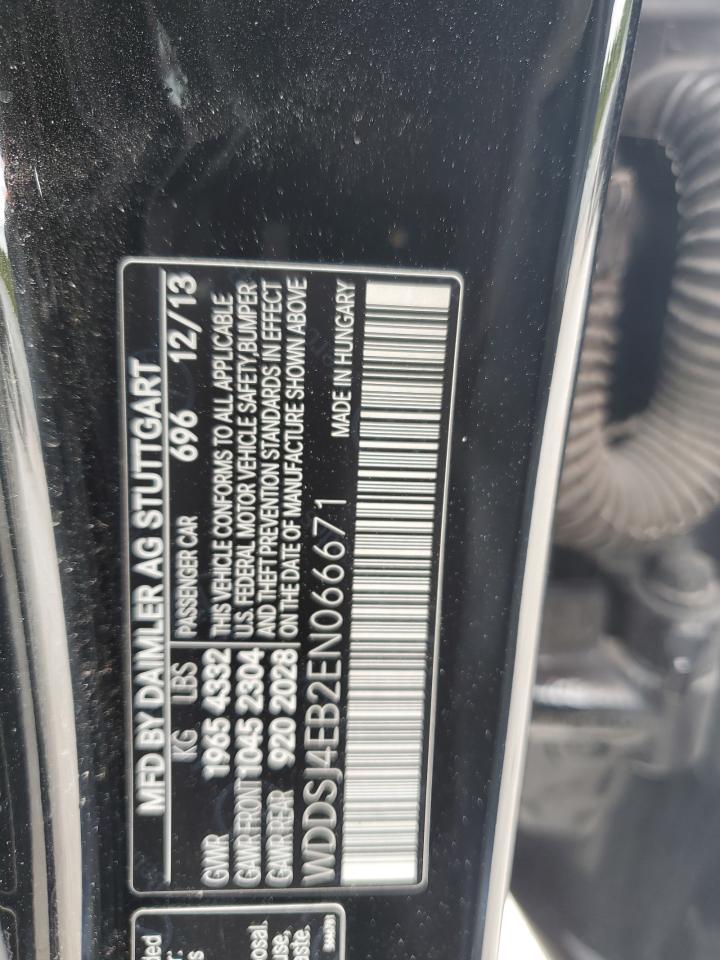 MFD BY DAIMLER AG STUTTGART
KG LBS PASSENGER CAR 696 12/13
GVWR 1965 4332 THIS VEHICLE CONFORMS TO ALL APPLICABLE
GAWR FRONT 1045 2304 U.S. FEDERAL MOTOR VEHICLE SAFETY,BUMPER
GAWR REAR 920 2028 AND THEFT PREVENTION STANDARDS IN EFFECT
ON THE DATE OF MANUFACTURE SHOWN ABOVE
WDDSJ4EB2EN066671 MADE IN HUNGARY